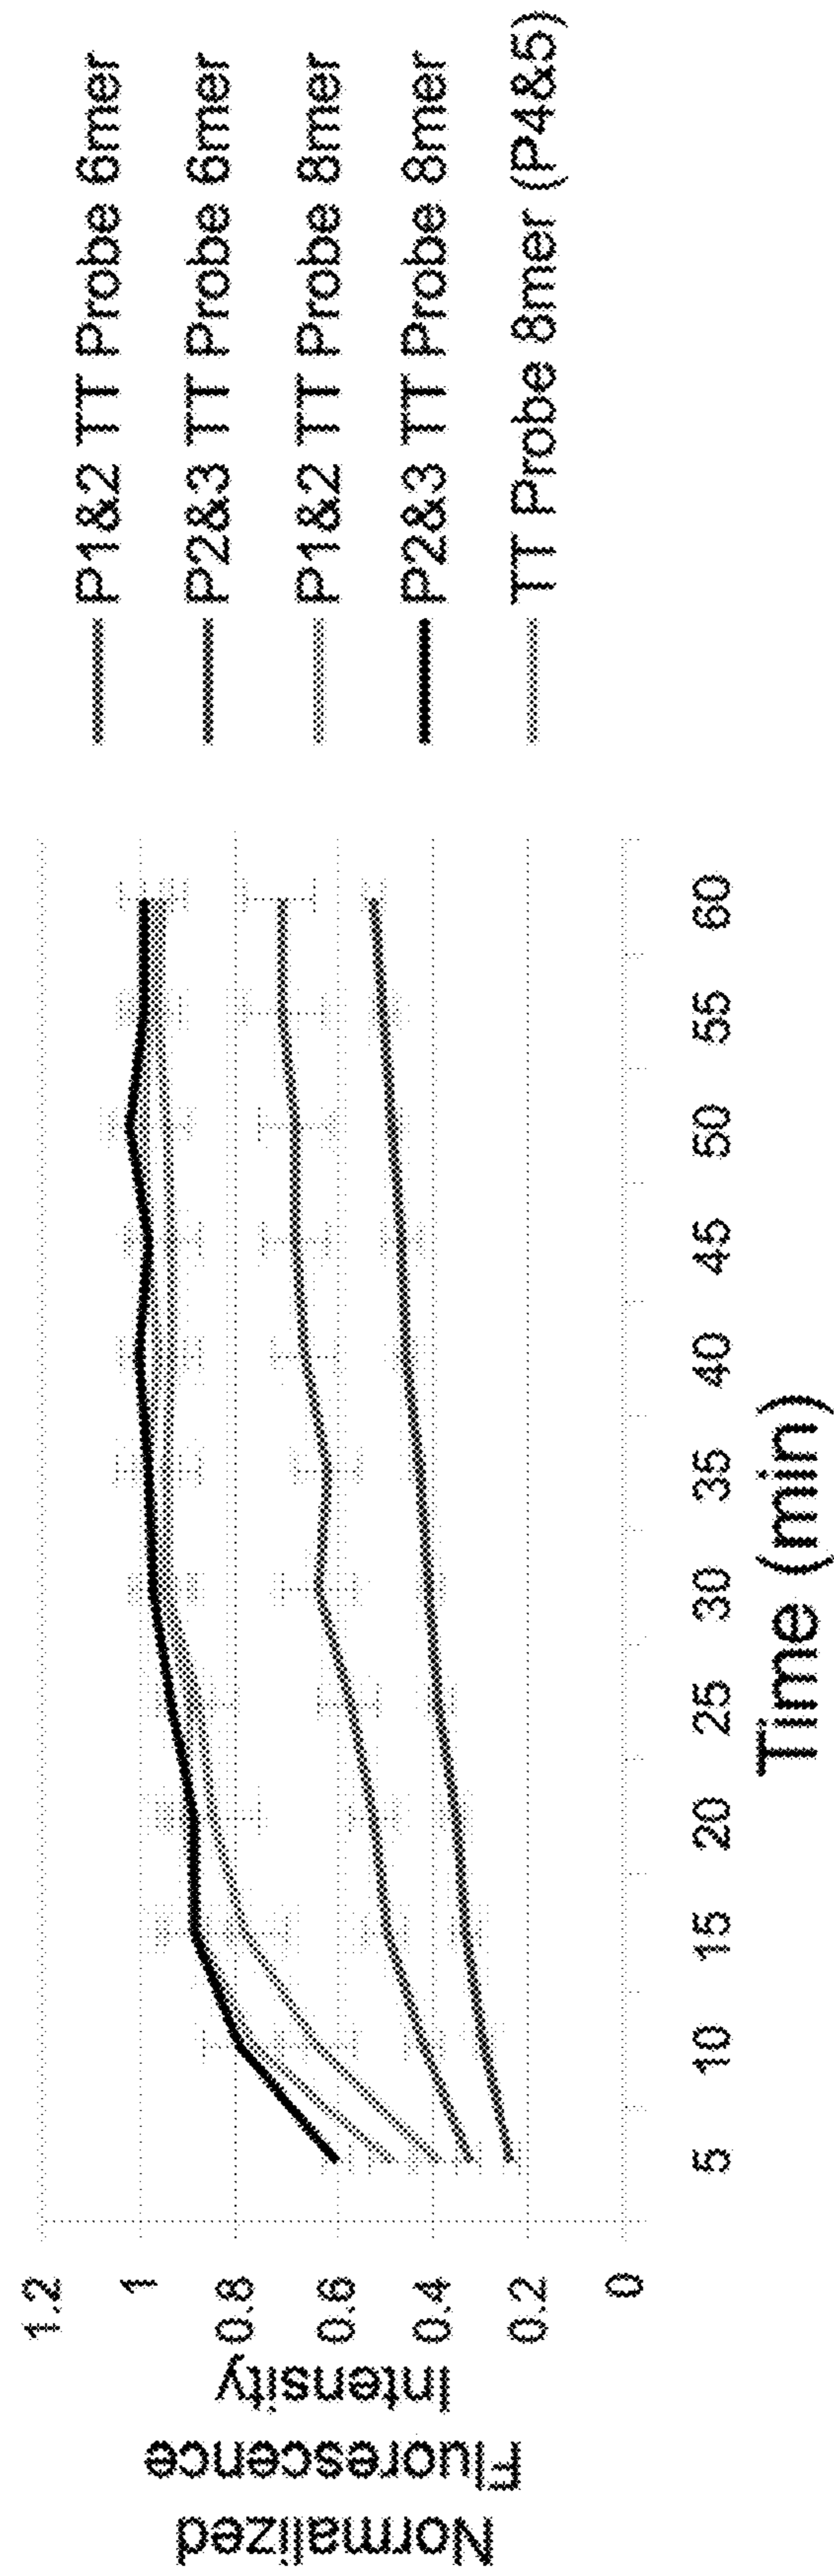 Normalized
Fluorescence
Intensity
1.2
1
0.8
0.6
0.4
0.2
0
5 10 15 20 25 30 35 40 45 50 55 60
Time (min)
P1&2 TT Probe 6mer
P2&3 TT Probe 6mer
P1&2 TT Probe 8mer
P2&3 TT Probe 8mer
TT Probe 8mer (P4&5)